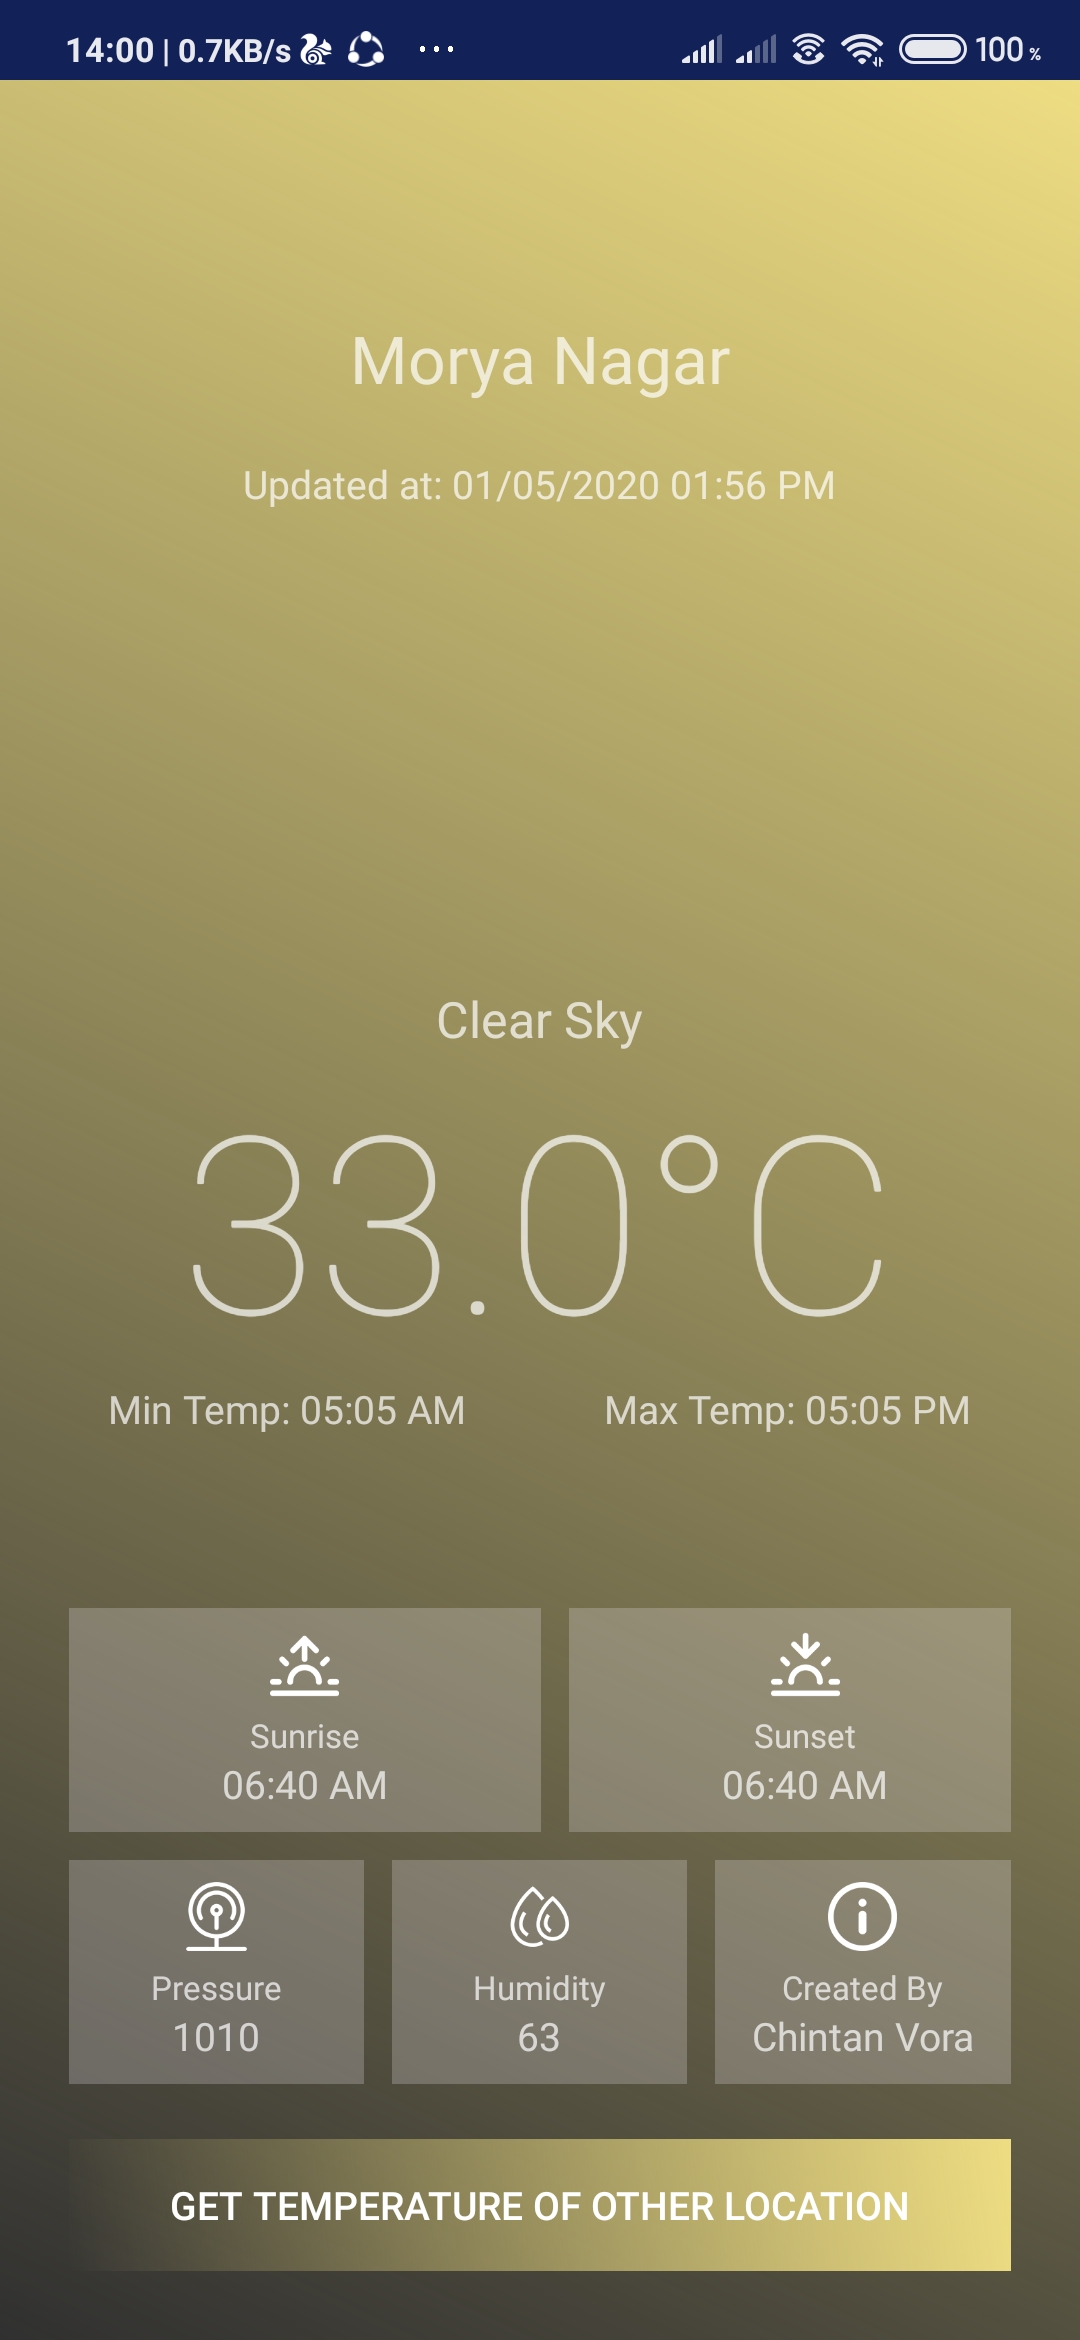 14:00 | 0.7KB/s ... 100 %
Morya Nagar
Updated at: 01/05/2020 01:56 PM
Clear Sky
33.0°C
Min Temp: 05:05 AM Max Temp: 05:05 PM
Sunrise
06:40 AM
Sunset
06:40 AM
Pressure
1010
Humidity
63
Created By
Chintan Vora
GET TEMPERATURE OF OTHER LOCATION